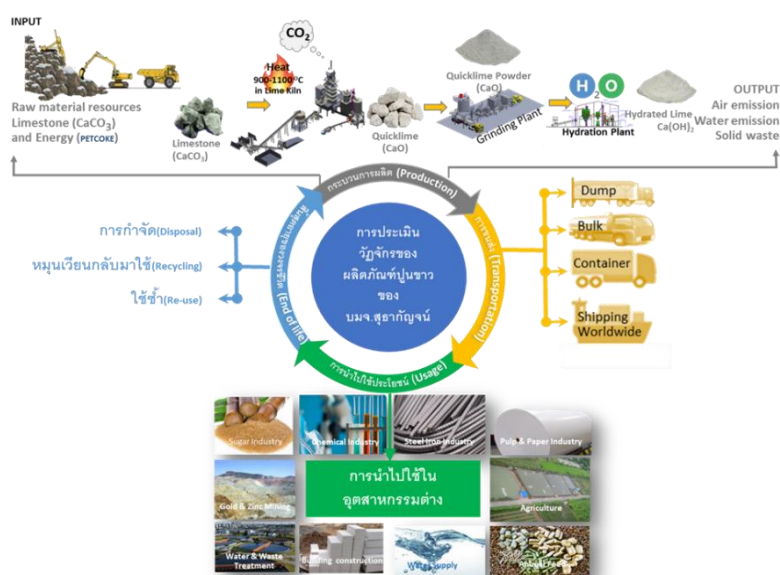 INPUT
Raw material resources
Limestone (CaCO3)
and Energy (PETCOKE)
Limestone
(CaCO3)
Heat
900-1100°C
in Lime Kiln
CO2
Quicklime
(CaO)
Quicklime Powder
(CaO)
Grinding Plant
H2O
Hydration Plant
Hydrated Lime
Ca(OH)2
OUTPUT
Air emission
Water emission
Solid waste
กระบวนการผลิต (Production)
การขนส่ง (Transportation)
การนำไปใช้ประโยชน์ (Usage)
(End of life)
การประเมิน
วัฏจักรของ
ผลิตภัณฑ์ปูนขาว
ของ
บมจ.สุธากัญจน์
การกำจัด(Disposal)
หมุนเวียนกลับมาใช้(Recycling)
ใช้ซ้ำ(Re-use)
Dump
Bulk
Container
Shipping
Worldwide
Sugar Industry
Chemical Industry
Steel Iron Industry
Pulp & Paper Industry
Gold & Zinc Mining
การนำไปใช้ใน
อุตสาหกรรมต่าง
Agriculture
Water & Waste
Treatment
Building construction
Water Supply